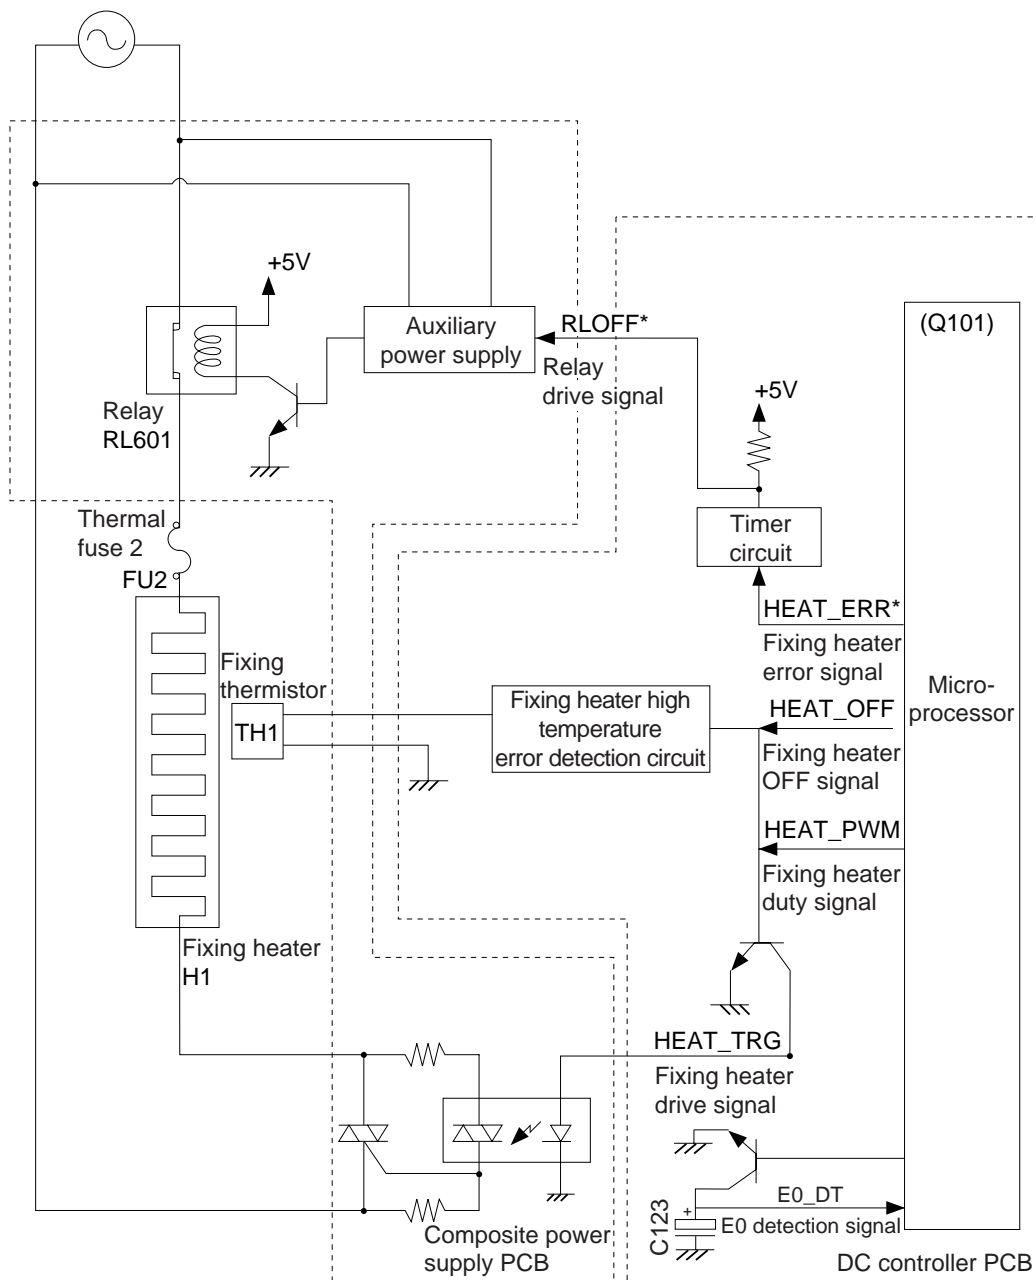 +5V
(Q101)
Auxiliary
power supply
RLOFF*
Relay
drive signal
+5V
Relay
RL601
Thermal
fuse 2
FU2
Timer
circuit
HEAT_ERR*
Fixing heater
error signal
Micro-
processor
Fixing
thermistor
TH1
Fixing heater high
temperature
error detection circuit
HEAT_OFF
Fixing heater
OFF signal
HEAT_PWM
Fixing heater
duty signal
Fixing heater
H1
HEAT_TRG
Fixing heater
drive signal
E0_DT
E0 detection signal
C123
+
Composite power
supply PCB
DC controller PCB